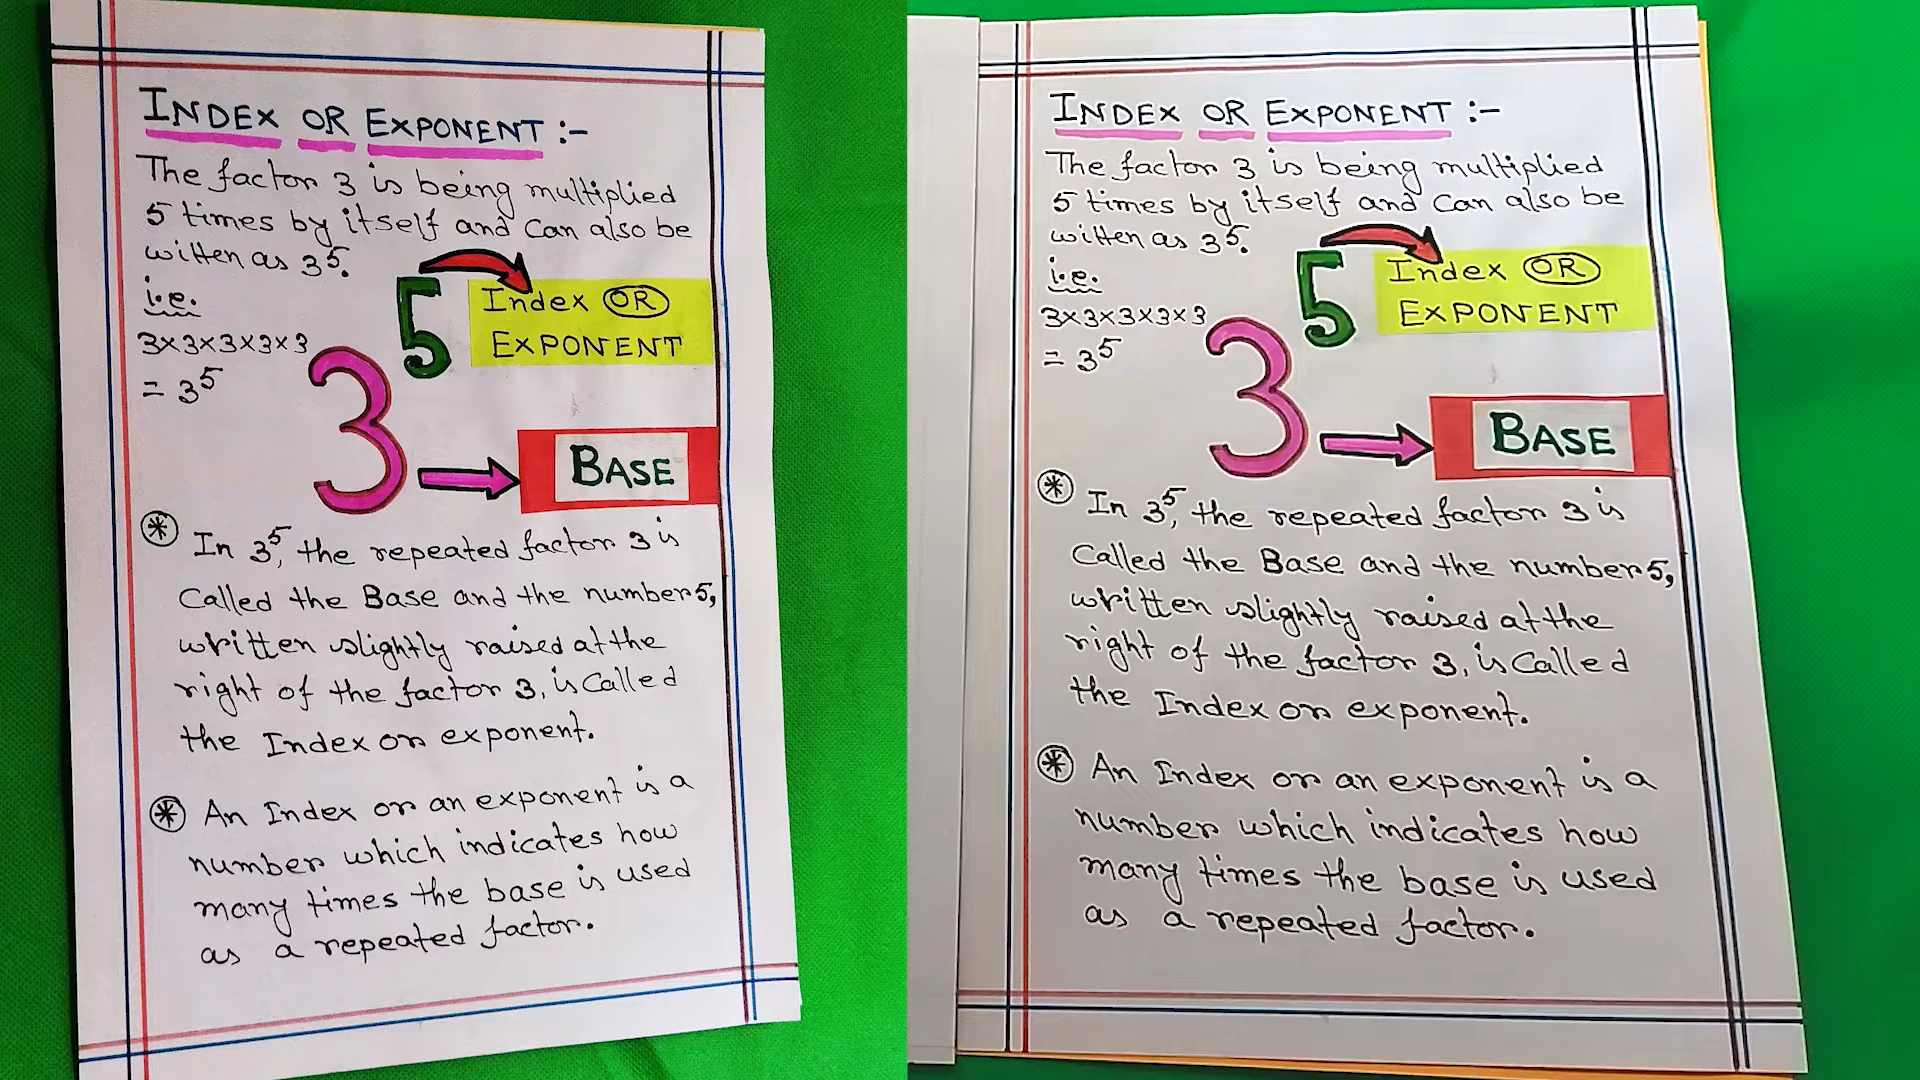 INDEX OR EXPONENT :-
The factor 3 is being multiplied
5 times by itself and can also be
witten as 3⁵.
i.e.
3×3×3×3×3
= 3⁵
5
Index OR
EXPONENT
3
BASE
* In 3⁵, the repeated factor 3 is
called the Base and the number 5,
written slightly raised at the
right of the factor 3, is called
the Index or exponent.
* An Index or an exponent is a
number which indicates how
many times the base is used
as a repeated factor.
INDEX OR EXPONENT :-
The factor 3 is being multiplied
5 times by itself and can also be
witten as 3⁵.
i.e.
3×3×3×3×3
= 3⁵
5
Index OR
EXPONENT
3
BASE
* In 3⁵, the repeated factor 3 is
called the Base and the number 5,
written slightly raised at the
right of the factor 3, is called
the Index or exponent.
* An Index or an exponent is a
number which indicates how
many times the base is used
as a repeated factor.